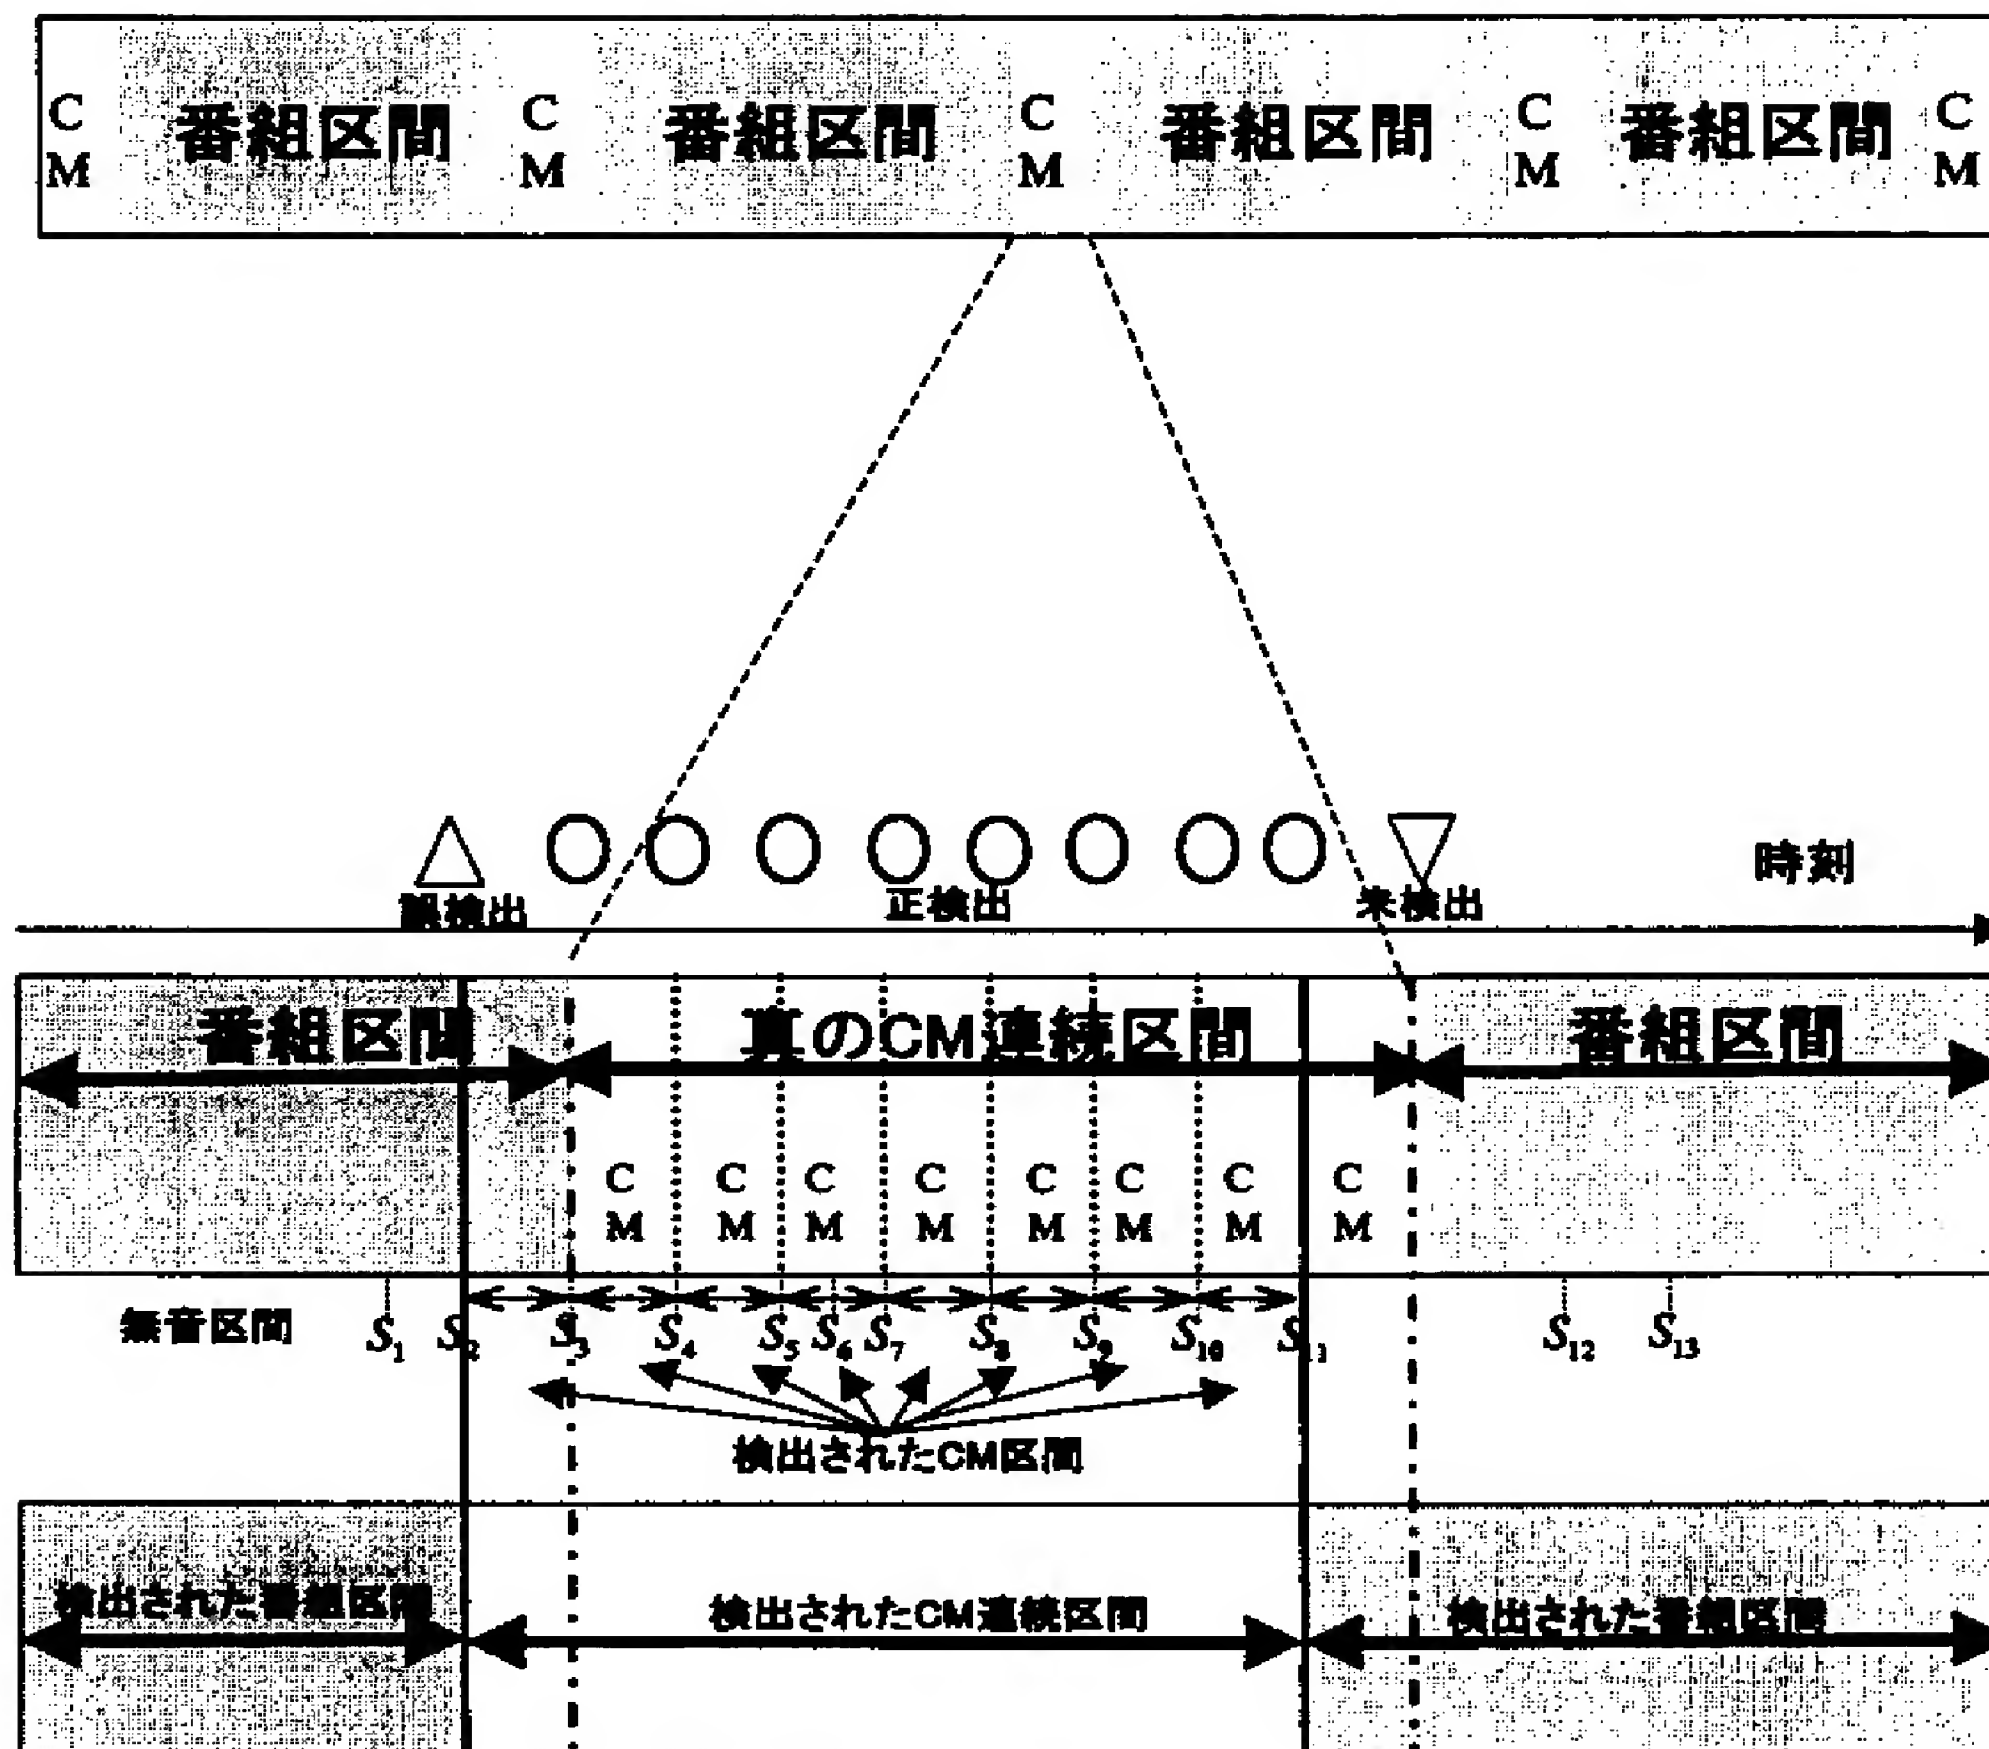 CM 番組区間 CM 番組区間 CM 番組区間 CM 番組区間 CM
時刻
誤検出 正検出 未検出
番組区間 真のCM連続区間 番組区間
CM CM CM CM CM CM CM CM
無音区間 S1 S2 S3 S4 S5 S6 S7 S8 S9 S10 S11 S12 S13
検出されたCM区間
検出された番組区間 検出されたCM連続区間 検出された番組区間